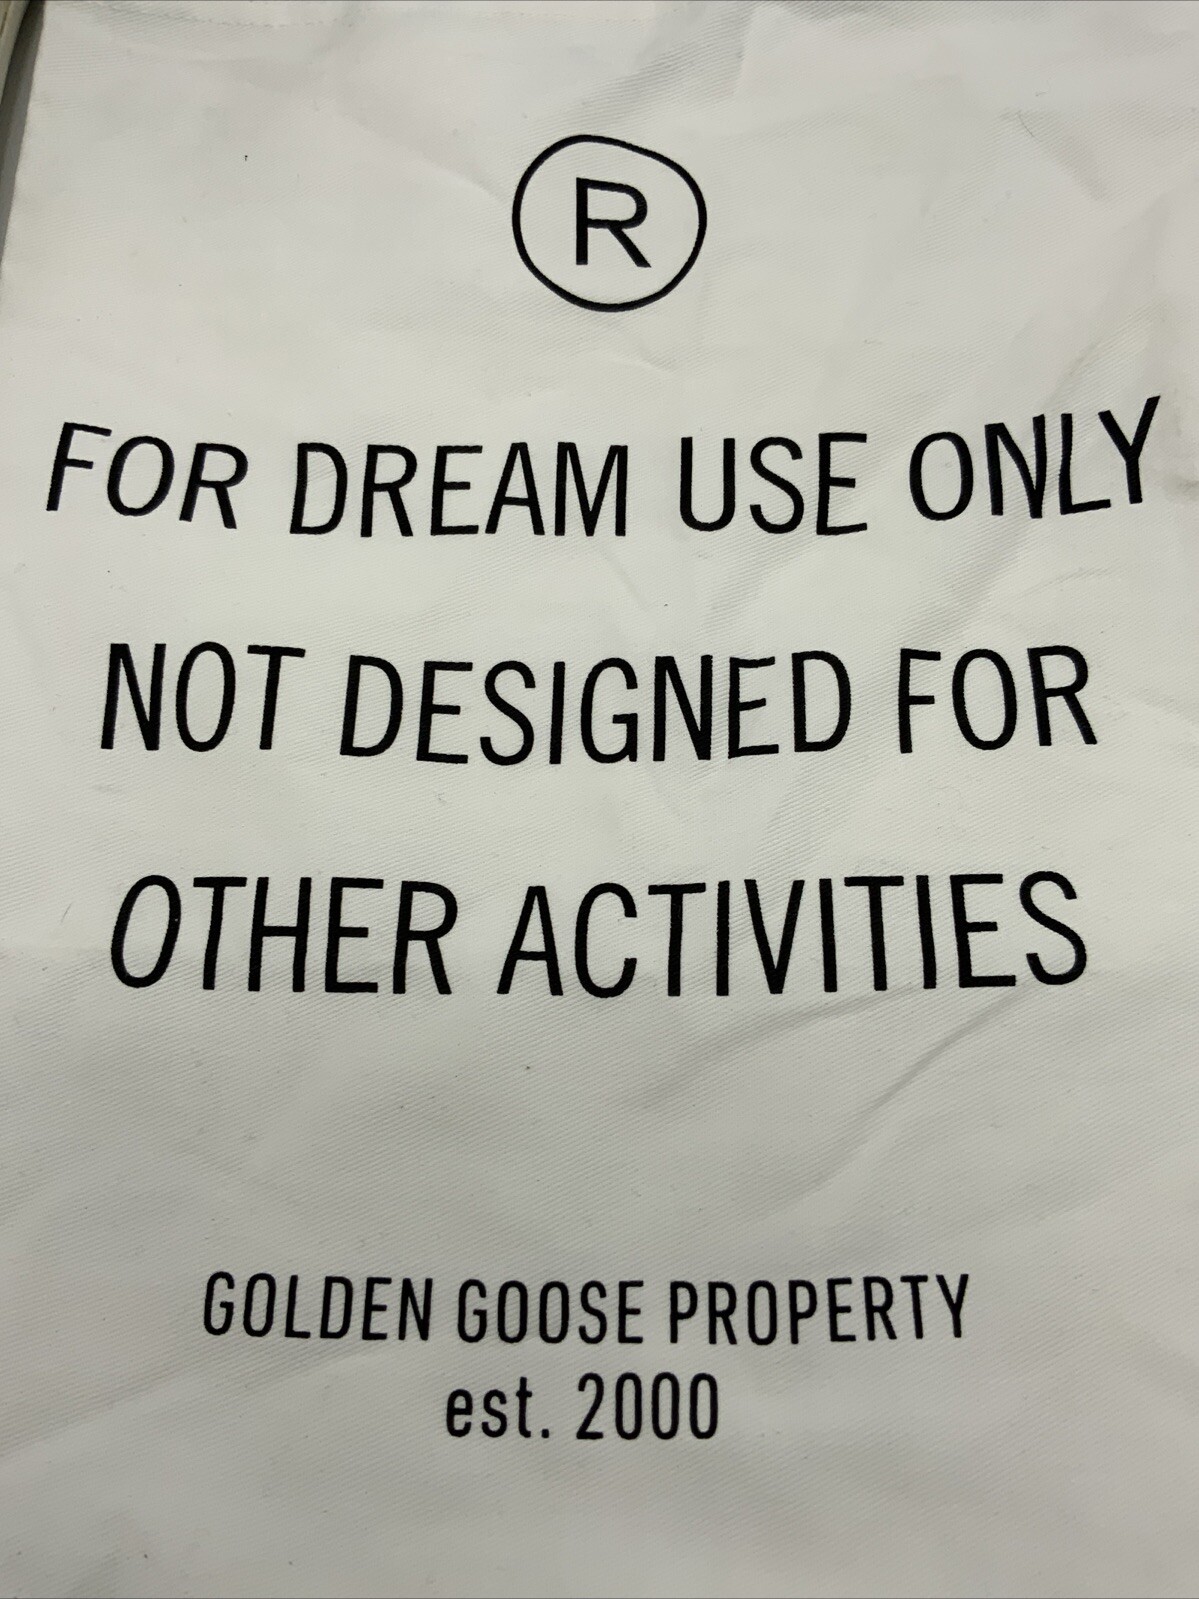 ®
FOR DREAM USE ONLY
NOT DESIGNED FOR
OTHER ACTIVITIES
GOLDEN GOOSE PROPERTY
est. 2000